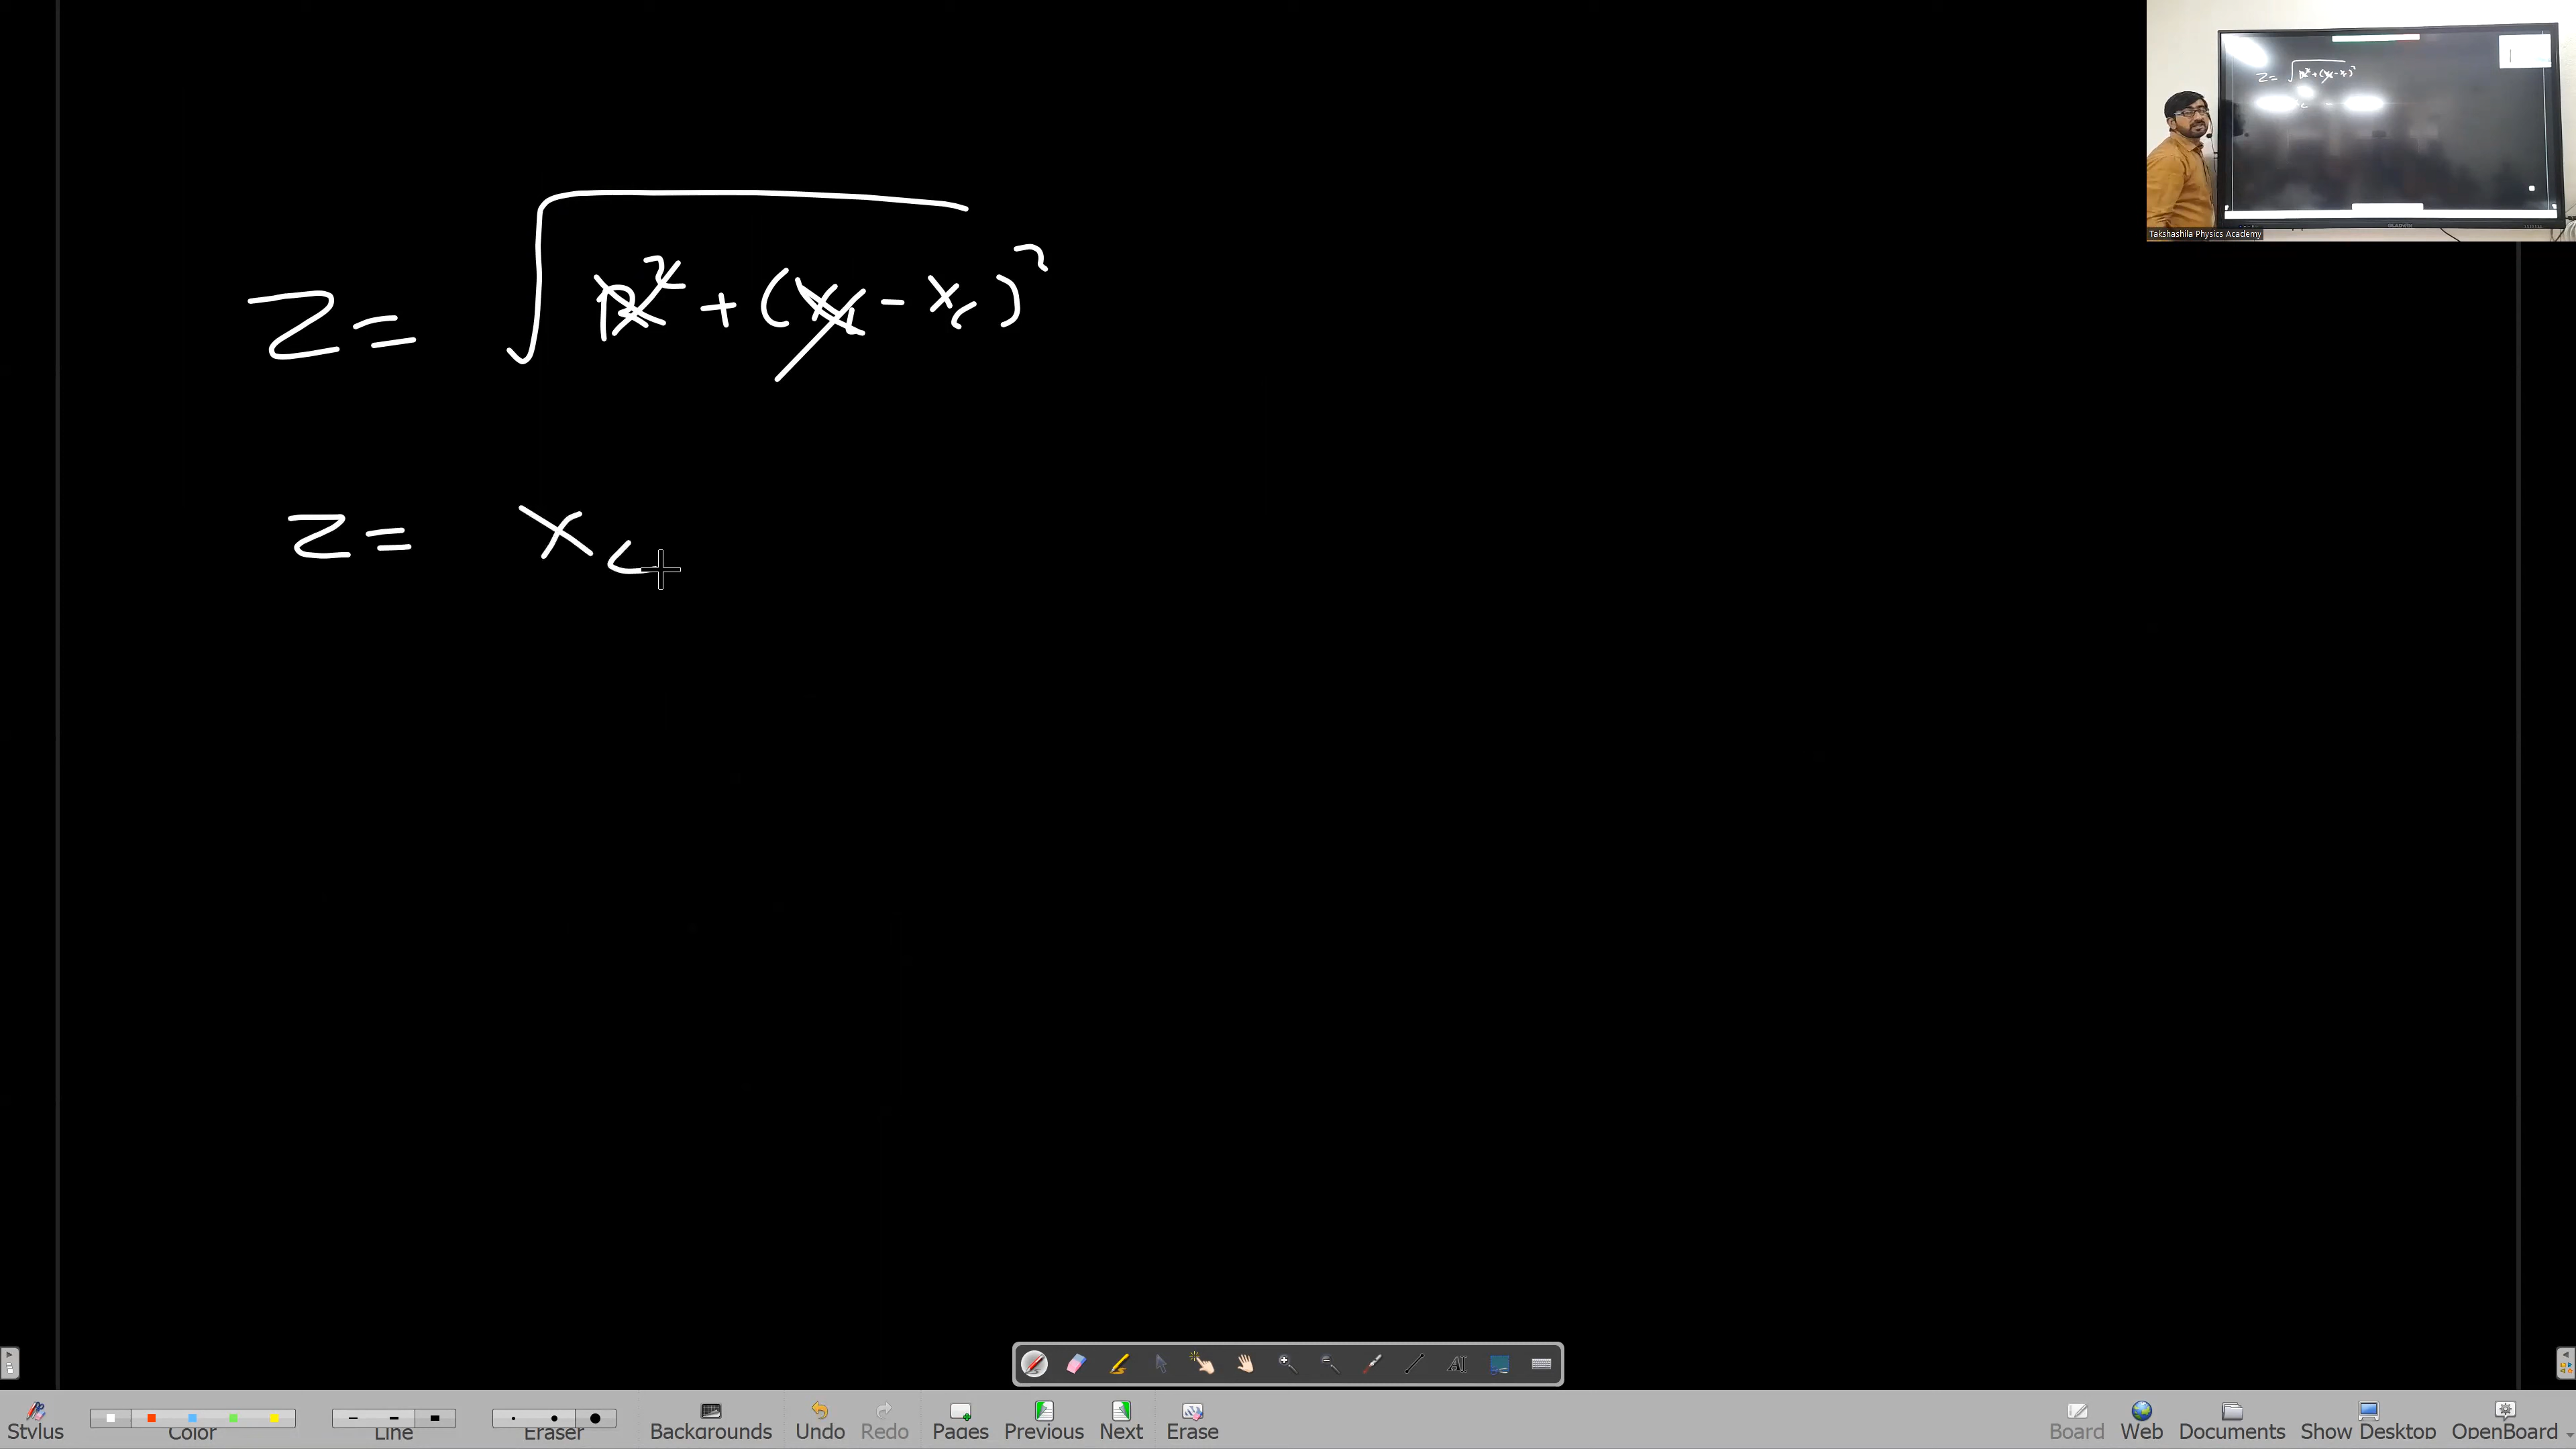 Takshashila Physics Academy
Z = √(R² + (X_L - X_C)²)
Z = X_C
Stylus
Color
Line
Eraser
Backgrounds
Undo
Redo
Pages
Previous
Next
Erase
Board
Web
Documents
Show Desktop
OpenBoard